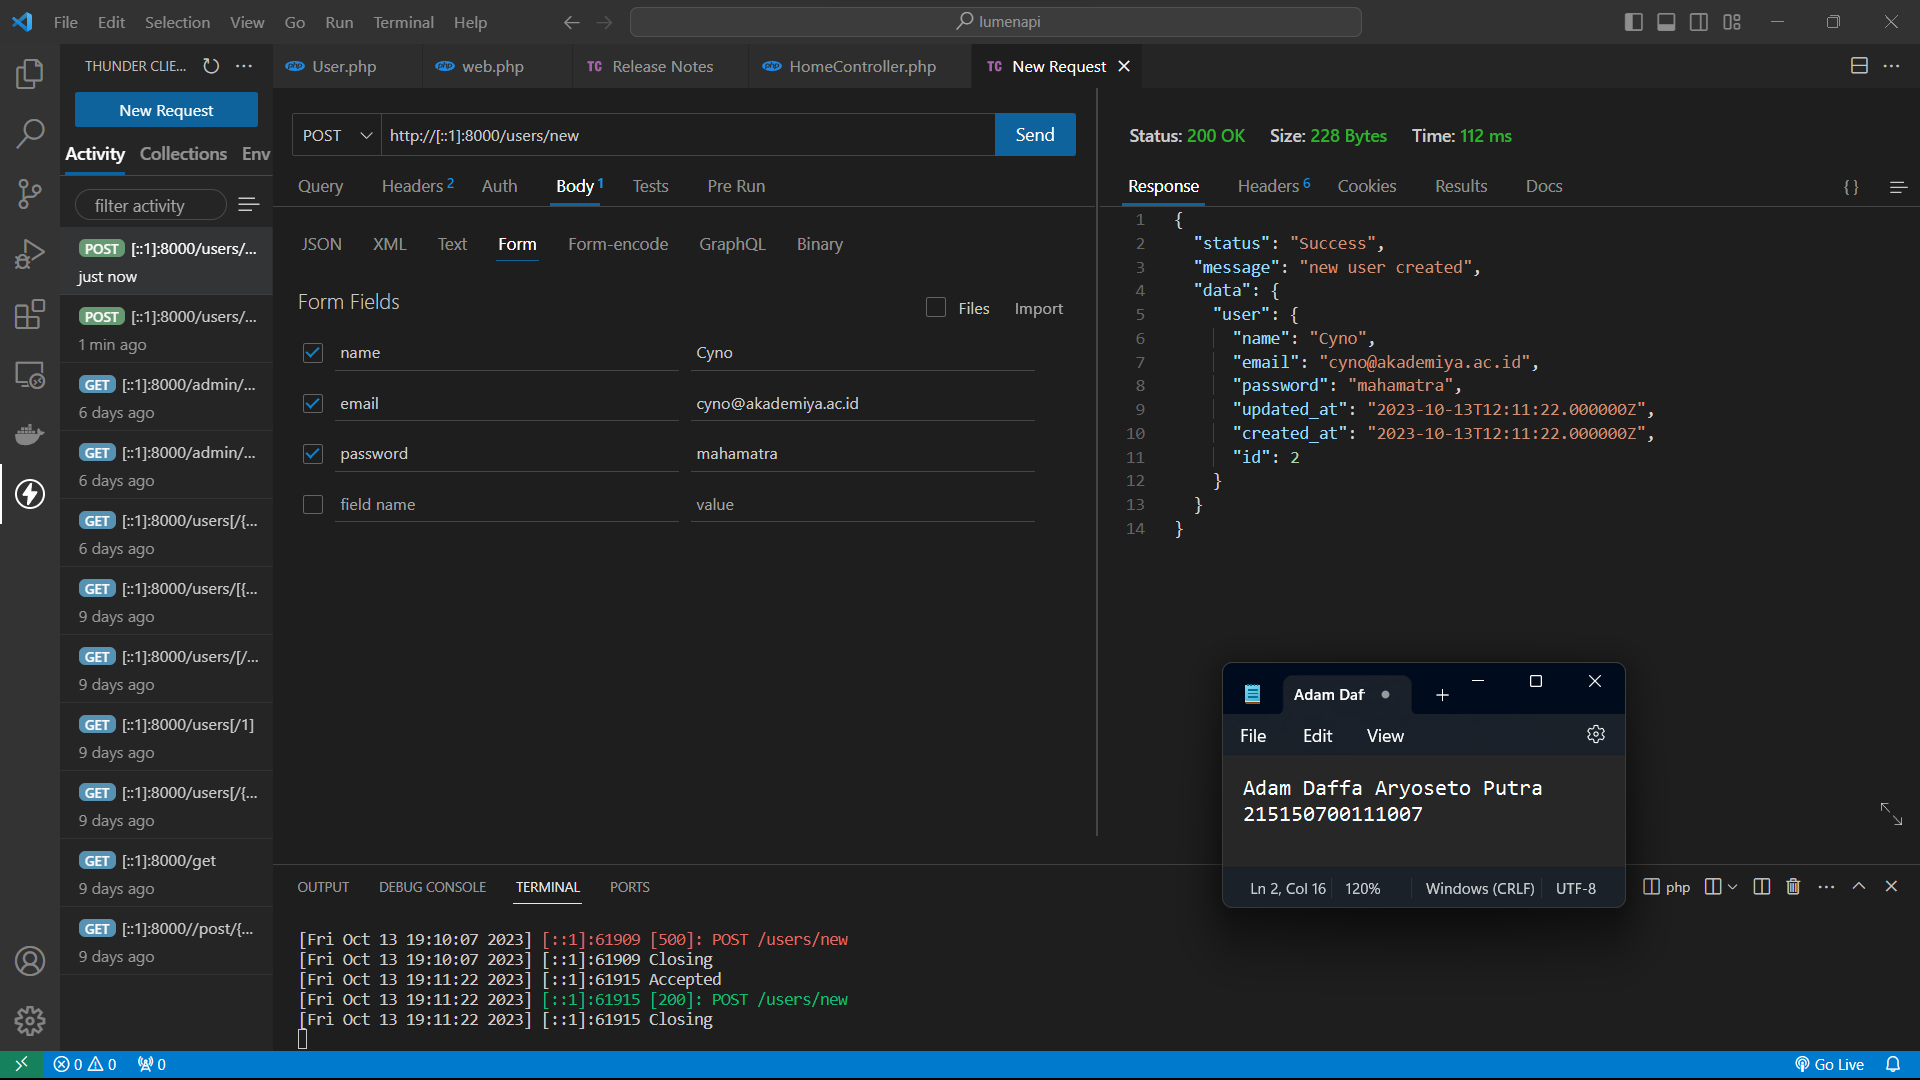 File Edit Selection View Go Run Terminal Help
lumenapi
THUNDER CLIE...
User.php
web.php
TC Release Notes
HomeController.php
TC New Request
New Request
Activity Collections Env
filter activity
POST [::1]:8000/users/...
just now
POST [::1]:8000/users/...
1 min ago
GET [::1]:8000/admin/...
6 days ago
GET [::1]:8000/admin/...
6 days ago
GET [::1]:8000/users[/{...
6 days ago
GET [::1]:8000/users/[{...
9 days ago
GET [::1]:8000/users/[/...
9 days ago
GET [::1]:8000/users[/1]
9 days ago
GET [::1]:8000/users[/{...
9 days ago
GET [::1]:8000/get
9 days ago
GET [::1]:8000//post/{...
9 days ago
POST http://[::1]:8000/users/new Send
Query Headers 2 Auth Body 1 Tests Pre Run
JSON XML Text Form Form-encode GraphQL Binary
Form Fields
Files Import
name Cyno
email cyno@akademiya.ac.id
password mahamatra
field name value
Status: 200 OK Size: 228 Bytes Time: 112 ms
Response Headers 6 Cookies Results Docs {}
1 {
2 "status": "Success",
3 "message": "new user created",
4 "data": {
5 "user": {
6 "name": "Cyno",
7 "email": "cyno@akademiya.ac.id",
8 "password": "mahamatra",
9 "updated_at": "2023-10-13T12:11:22.000000Z",
10 "created_at": "2023-10-13T12:11:22.000000Z",
11 "id": 2
12 }
13 }
14 }
Adam Daf
File Edit View
Adam Daffa Aryoseto Putra
215150700111007
Ln 2, Col 16 120% Windows (CRLF) UTF-8
OUTPUT DEBUG CONSOLE TERMINAL PORTS
php
[Fri Oct 13 19:10:07 2023] [::1]:61909 [500]: POST /users/new
[Fri Oct 13 19:10:07 2023] [::1]:61909 Closing
[Fri Oct 13 19:11:22 2023] [::1]:61915 Accepted
[Fri Oct 13 19:11:22 2023] [::1]:61915 [200]: POST /users/new
[Fri Oct 13 19:11:22 2023] [::1]:61915 Closing
0 0 0
Go Live